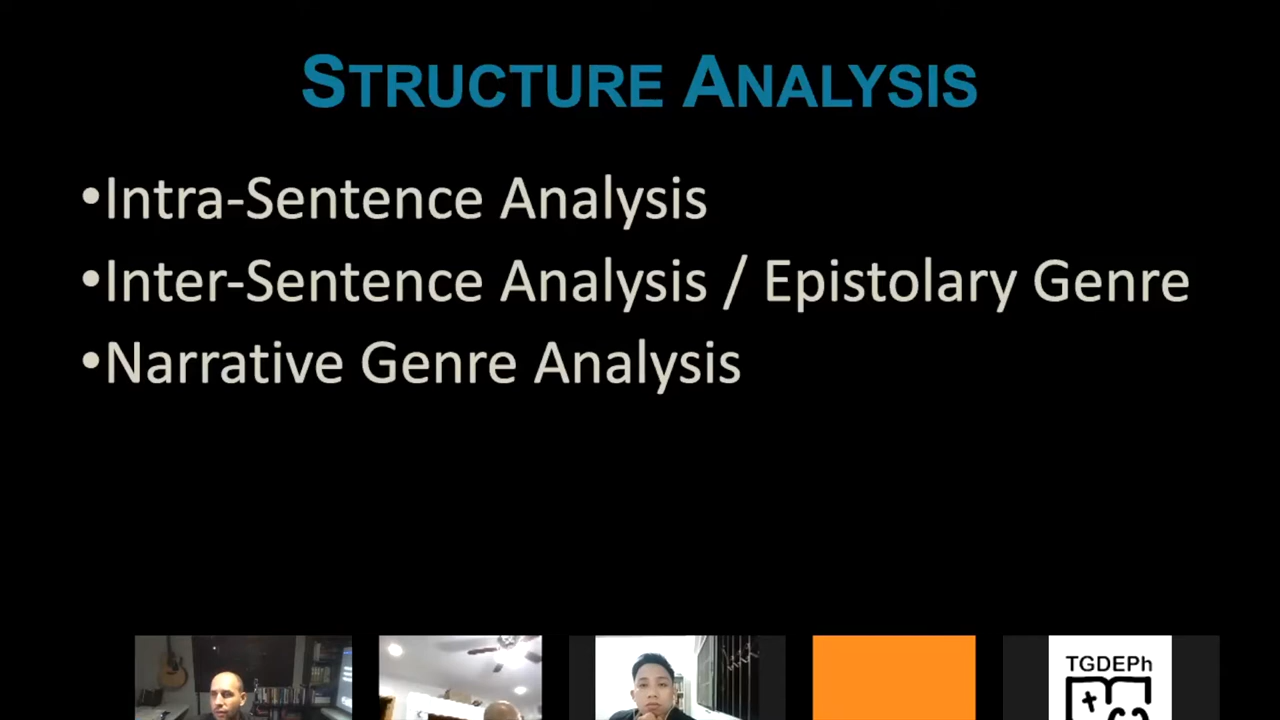 STRUCTURE ANALYSIS
•Intra-Sentence Analysis
•Inter-Sentence Analysis / Epistolary Genre
•Narrative Genre Analysis
TGDEPh